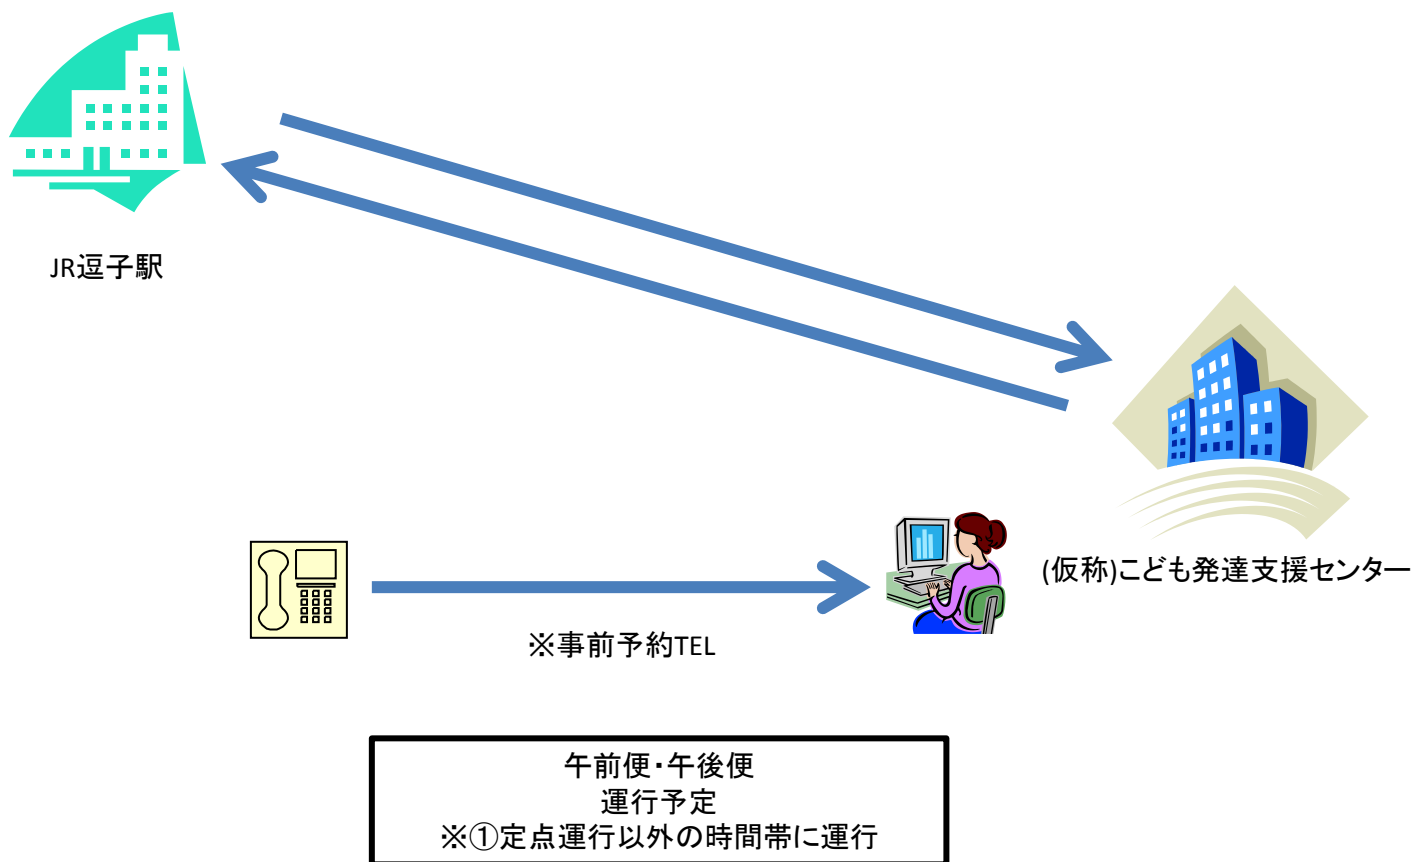 JR逗子駅
(仮称)こども発達支援センター
※事前予約TEL
午前便・午後便
運行予定
※①定点運行以外の時間帯に運行